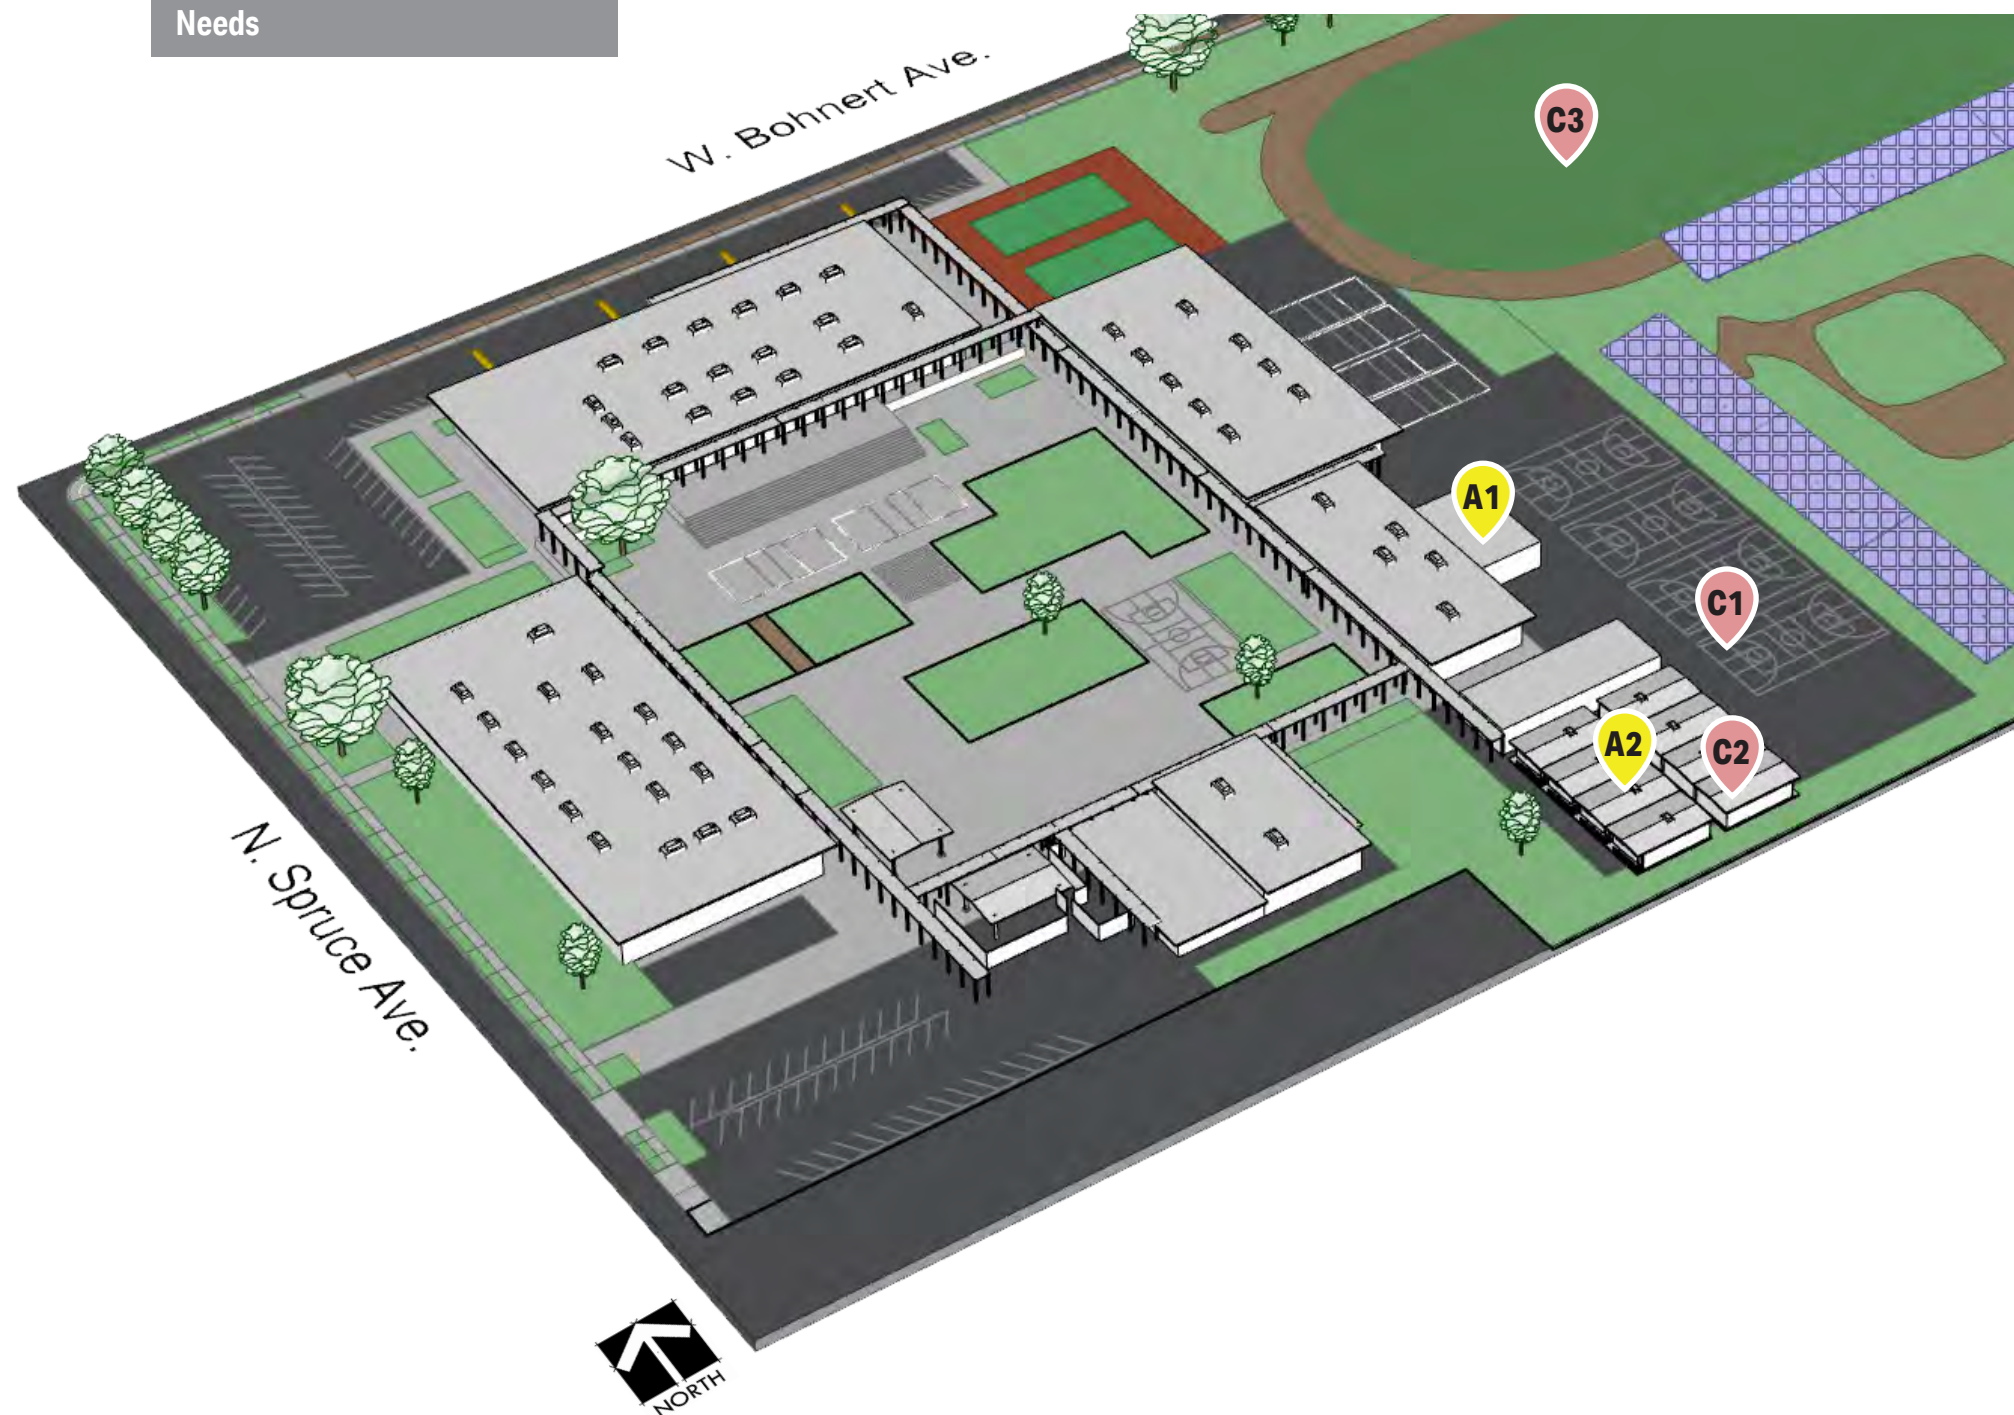 Needs
W. Bohnert Ave.
C3
A1
C1
A2
C2
N. Spruce Ave.
NORTH